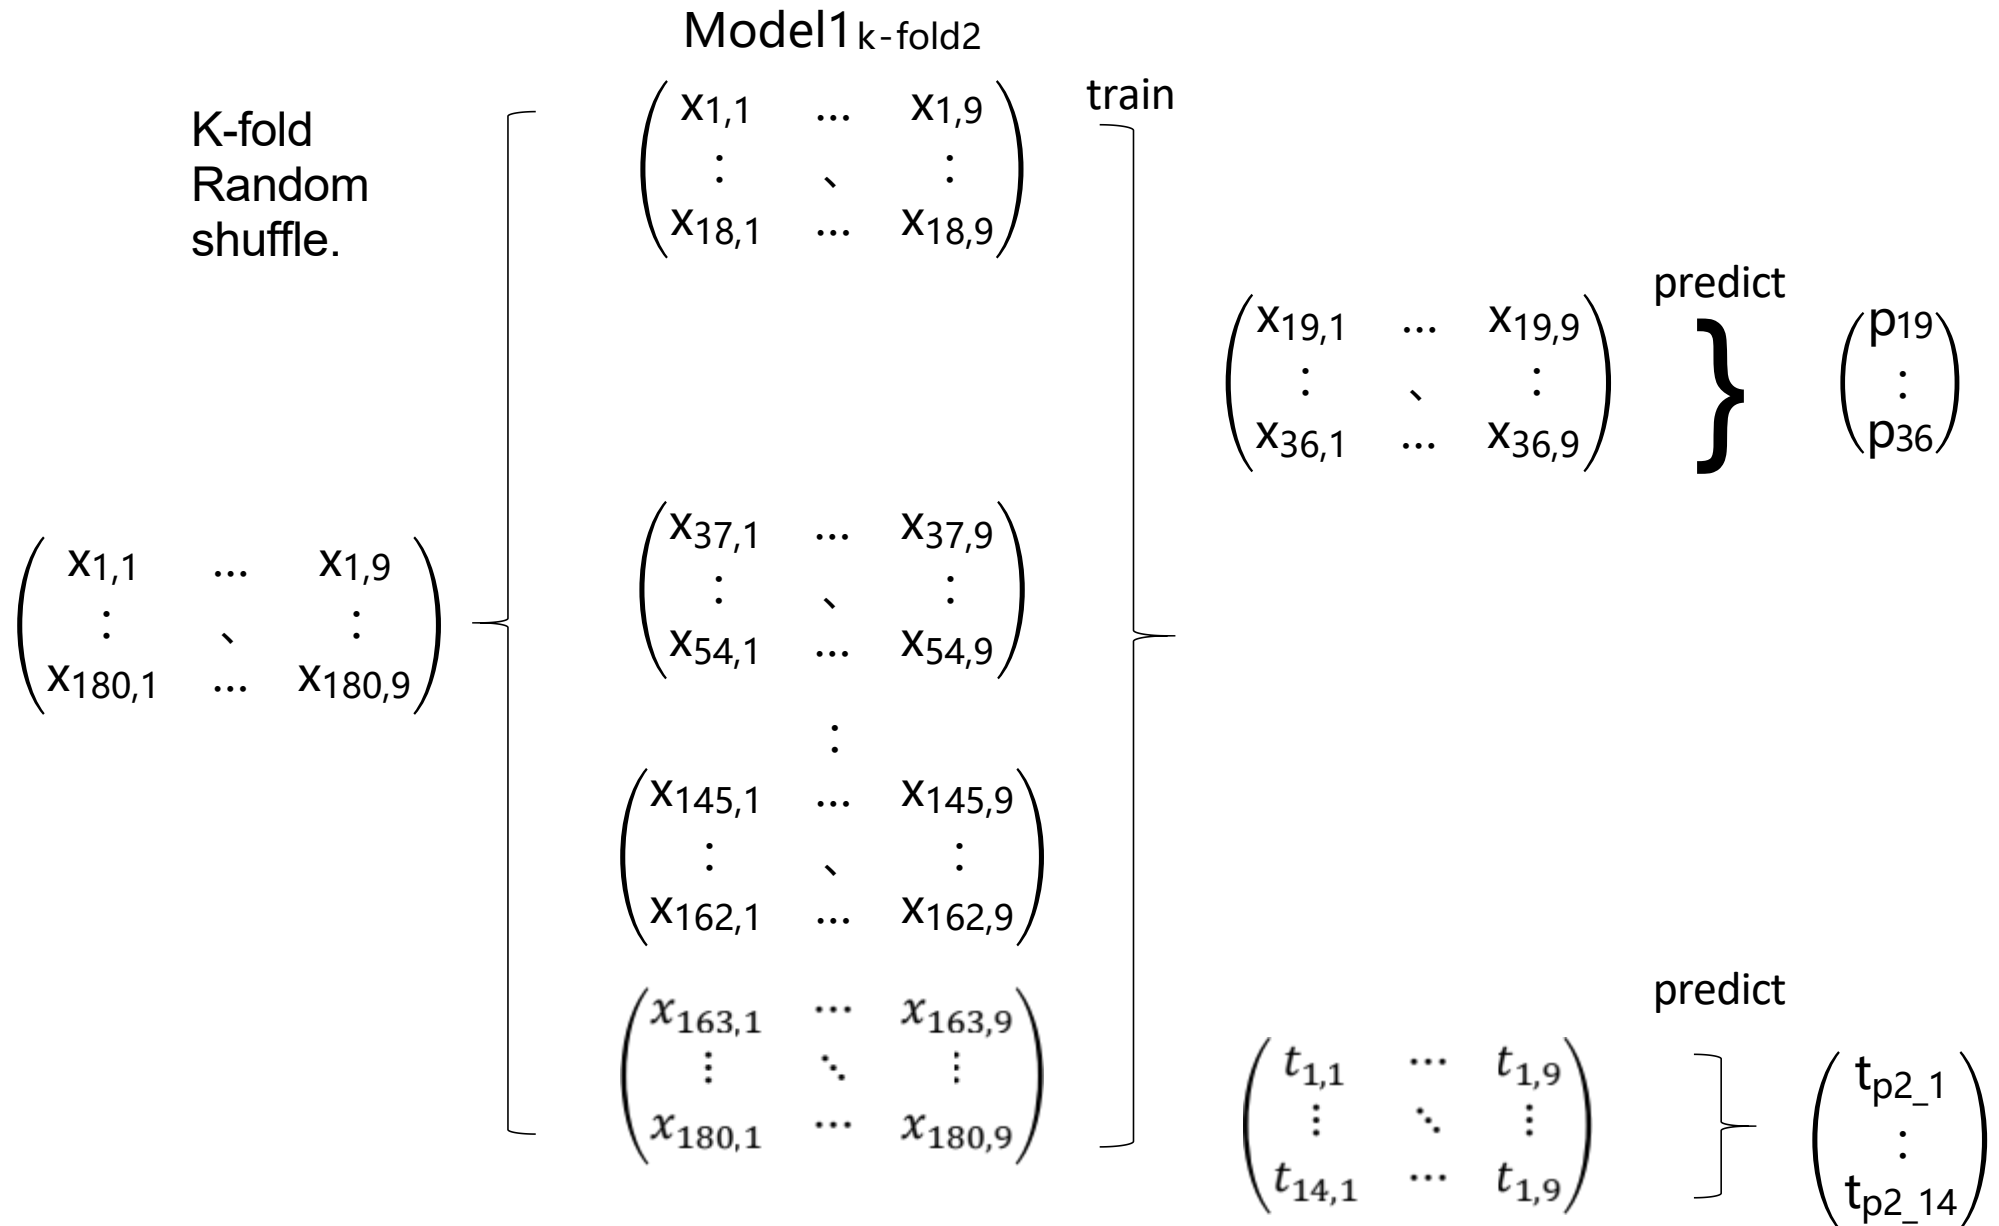 Model1k-fold2
K-fold
Random
shuffle.
train
x1,1 ... x1,9
: 、 :
x18,1 ... x18,9
predict
x19,1 ... x19,9
: 、 :
x36,1 ... x36,9
p19
:
p36
x37,1 ... x37,9
: 、 :
x54,1 ... x54,9
x1,1 ... x1,9
: 、 :
x180,1 ... x180,9
:
x145,1 ... x145,9
: 、 :
x162,1 ... x162,9
x163,1 ⋯ x163,9
⋮ ⋱ ⋮
x180,1 ⋯ x180,9
predict
t1,1 ⋯ t1,9
⋮ ⋱ ⋮
t14,1 ⋯ t1,9
tp2_1
:
tp2_14